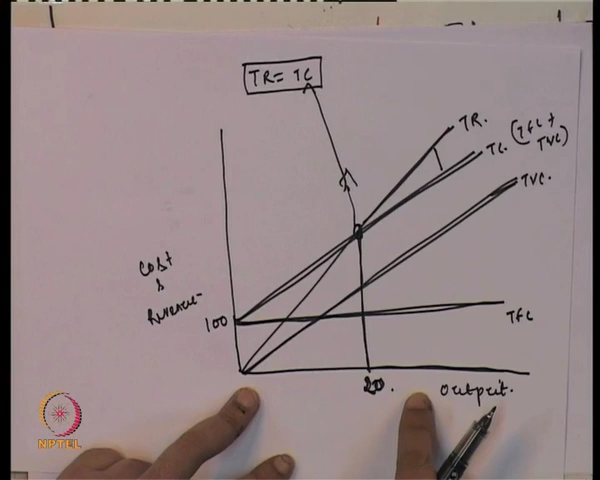 TR = TC
TR.
TC. (TFC +
TVC)
TVC.
Cost
&
Revenue
100
TFC
20.
output.
NPTEL